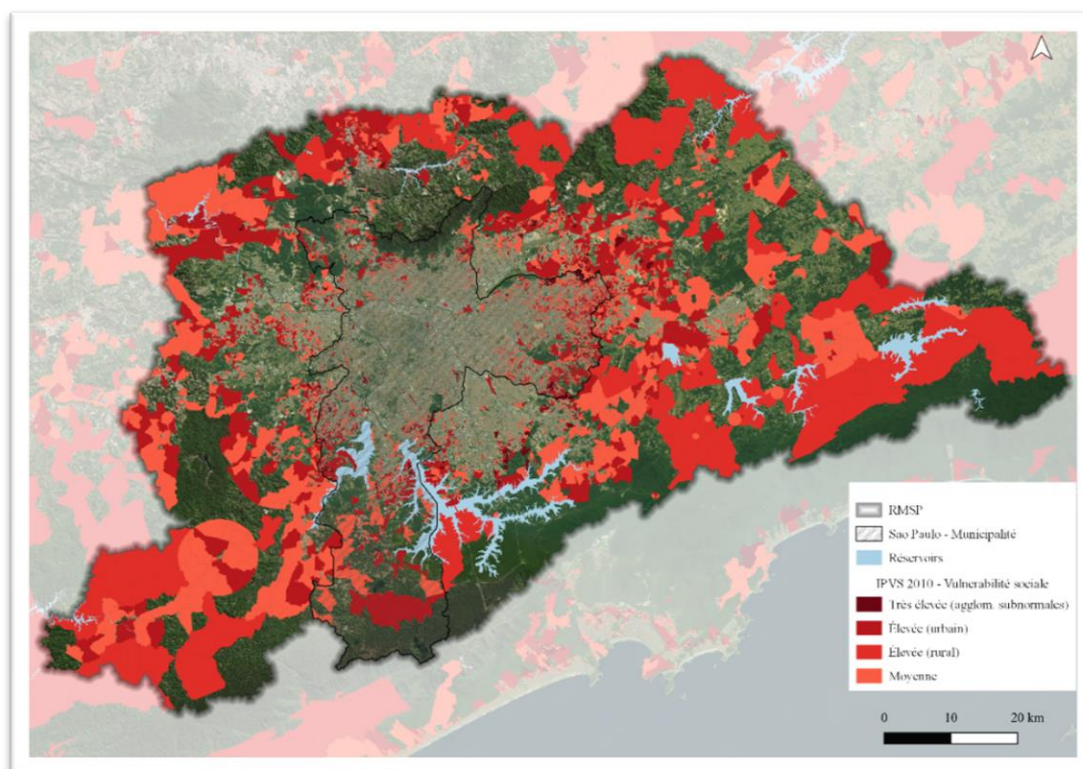 RMSP
Sao Paulo - Municipalité
Réservoirs
IPVS 2010 - Vulnérabilité sociale
Très élevée (agglom. subnormales)
Élevée (urbain)
Élevée (rural)
Moyenne
0 10 20 km